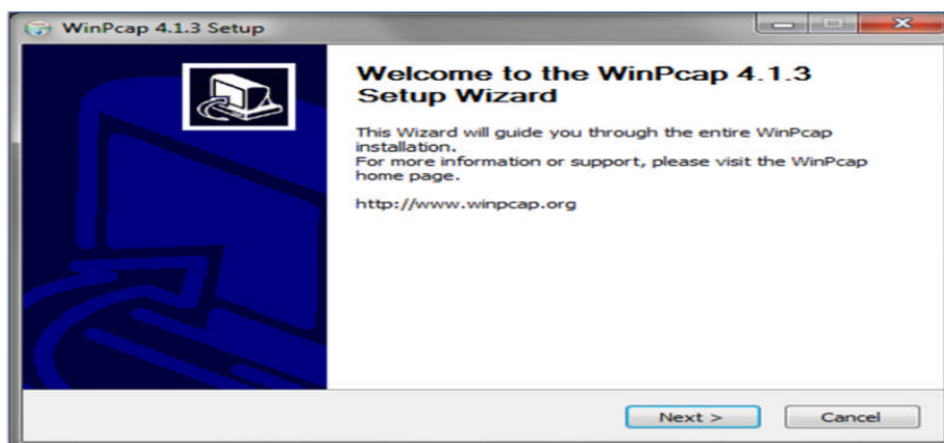 WinPcap 4.1.3 Setup
Welcome to the WinPcap 4.1.3
Setup Wizard
This Wizard will guide you through the entire WinPcap
installation.
For more information or support, please visit the WinPcap
home page.
http://www.winpcap.org
Next >
Cancel